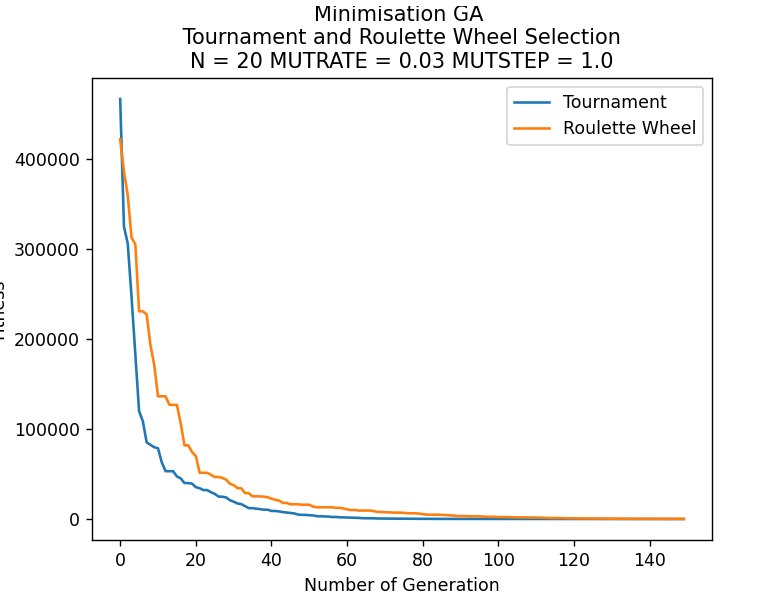 Minimisation GA
Tournament and Roulette Wheel Selection
N = 20 MUTRATE = 0.03 MUTSTEP = 1.0
Tournament
Roulette Wheel
400000
300000
200000
100000
0
0 20 40 60 80 100 120 140
Number of Generation